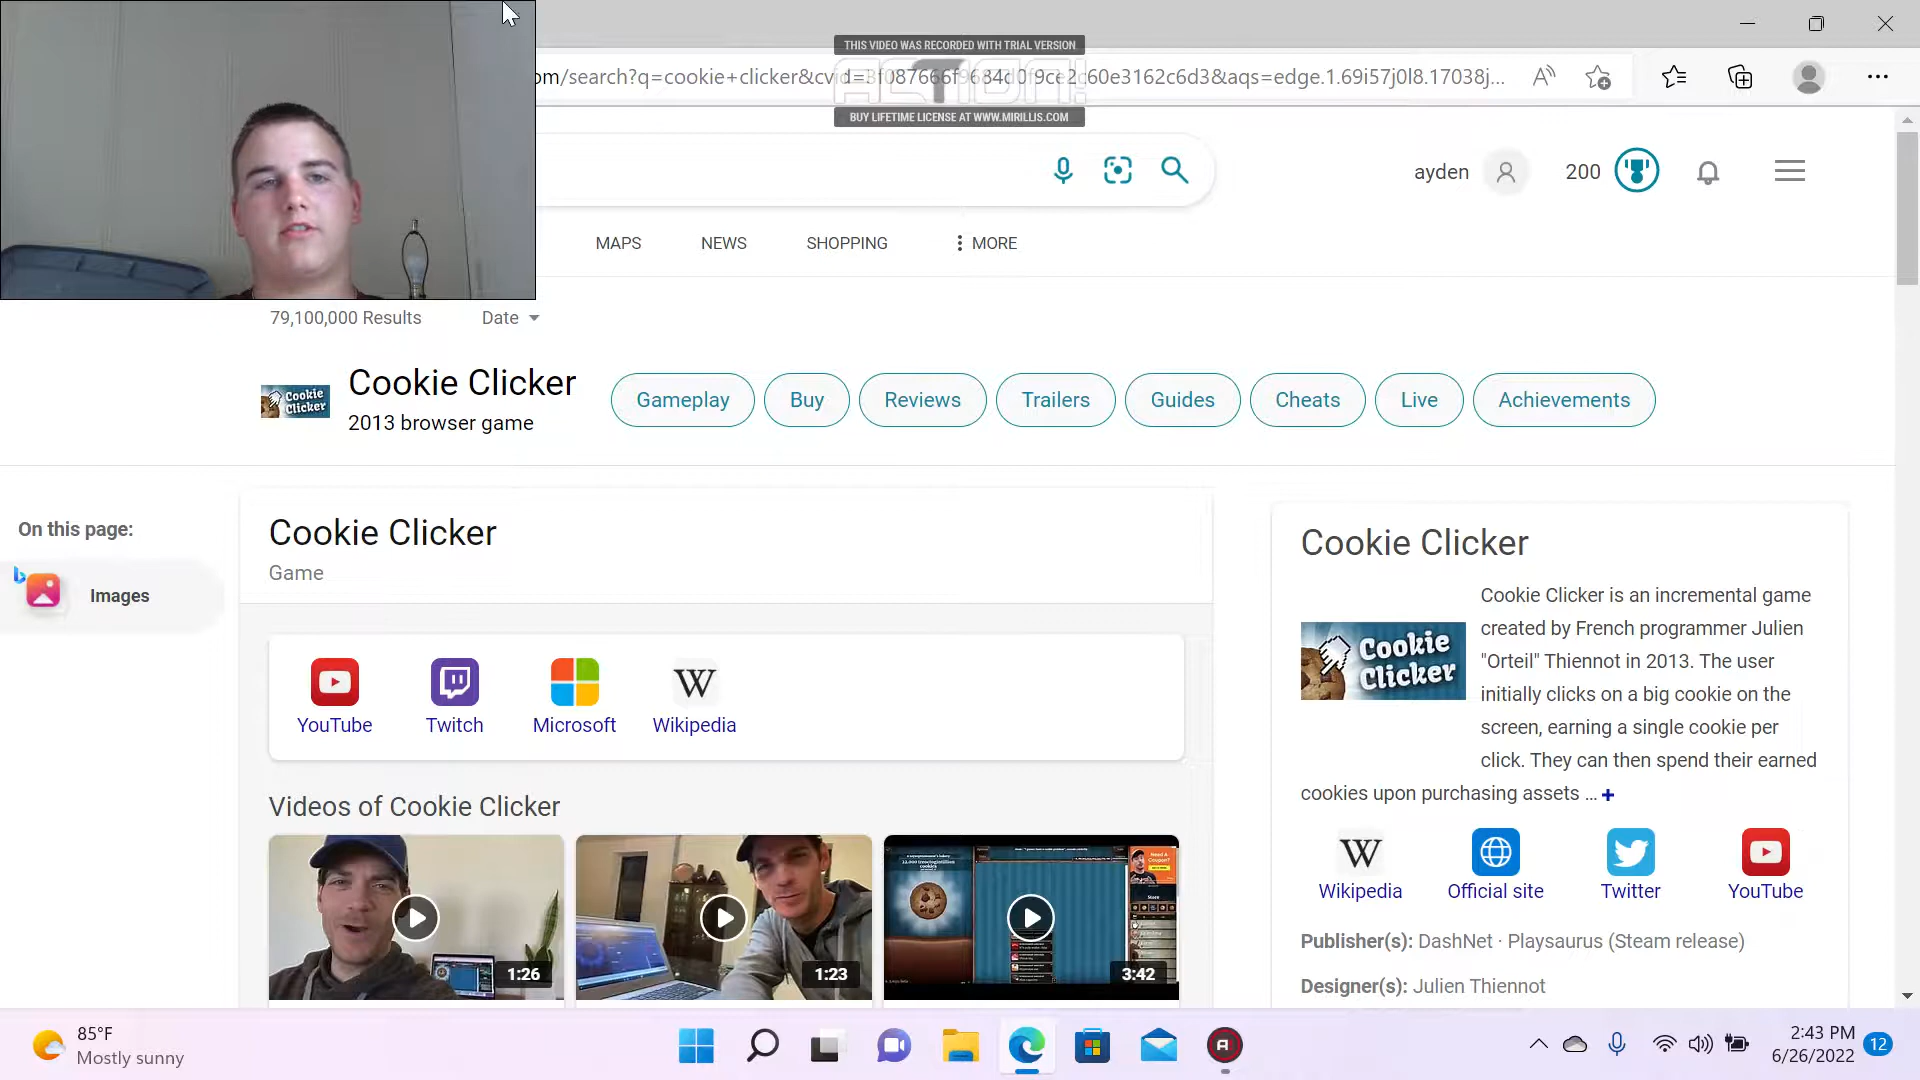 THIS VIDEO WAS RECORDED WITH TRIAL VERSION
ACTION!
BUY LIFETIME LICENSE AT WWW.MIRILLIS.COM
ayden
200
MAPS
NEWS
SHOPPING
MORE
79,100,000 Results
Date
Cookie Clicker
Cookie Clicker
2013 browser game
Gameplay
Buy
Reviews
Trailers
Guides
Cheats
Live
Achievements
On this page:
Images
Cookie Clicker
Game
YouTube
Twitch
Microsoft
W
Wikipedia
Videos of Cookie Clicker
1:26
1:23
3:42
Cookie Clicker
Cookie Clicker
Cookie Clicker is an incremental game
created by French programmer Julien
"Orteil" Thiennot in 2013. The user
initially clicks on a big cookie on the
screen, earning a single cookie per
click. They can then spend their earned
cookies upon purchasing assets ... +
W
Wikipedia
Official site
Twitter
YouTube
Publisher(s): DashNet · Playsaurus (Steam release)
Designer(s): Julien Thiennot
85°F
Mostly sunny
2:43 PM
6/26/2022
12